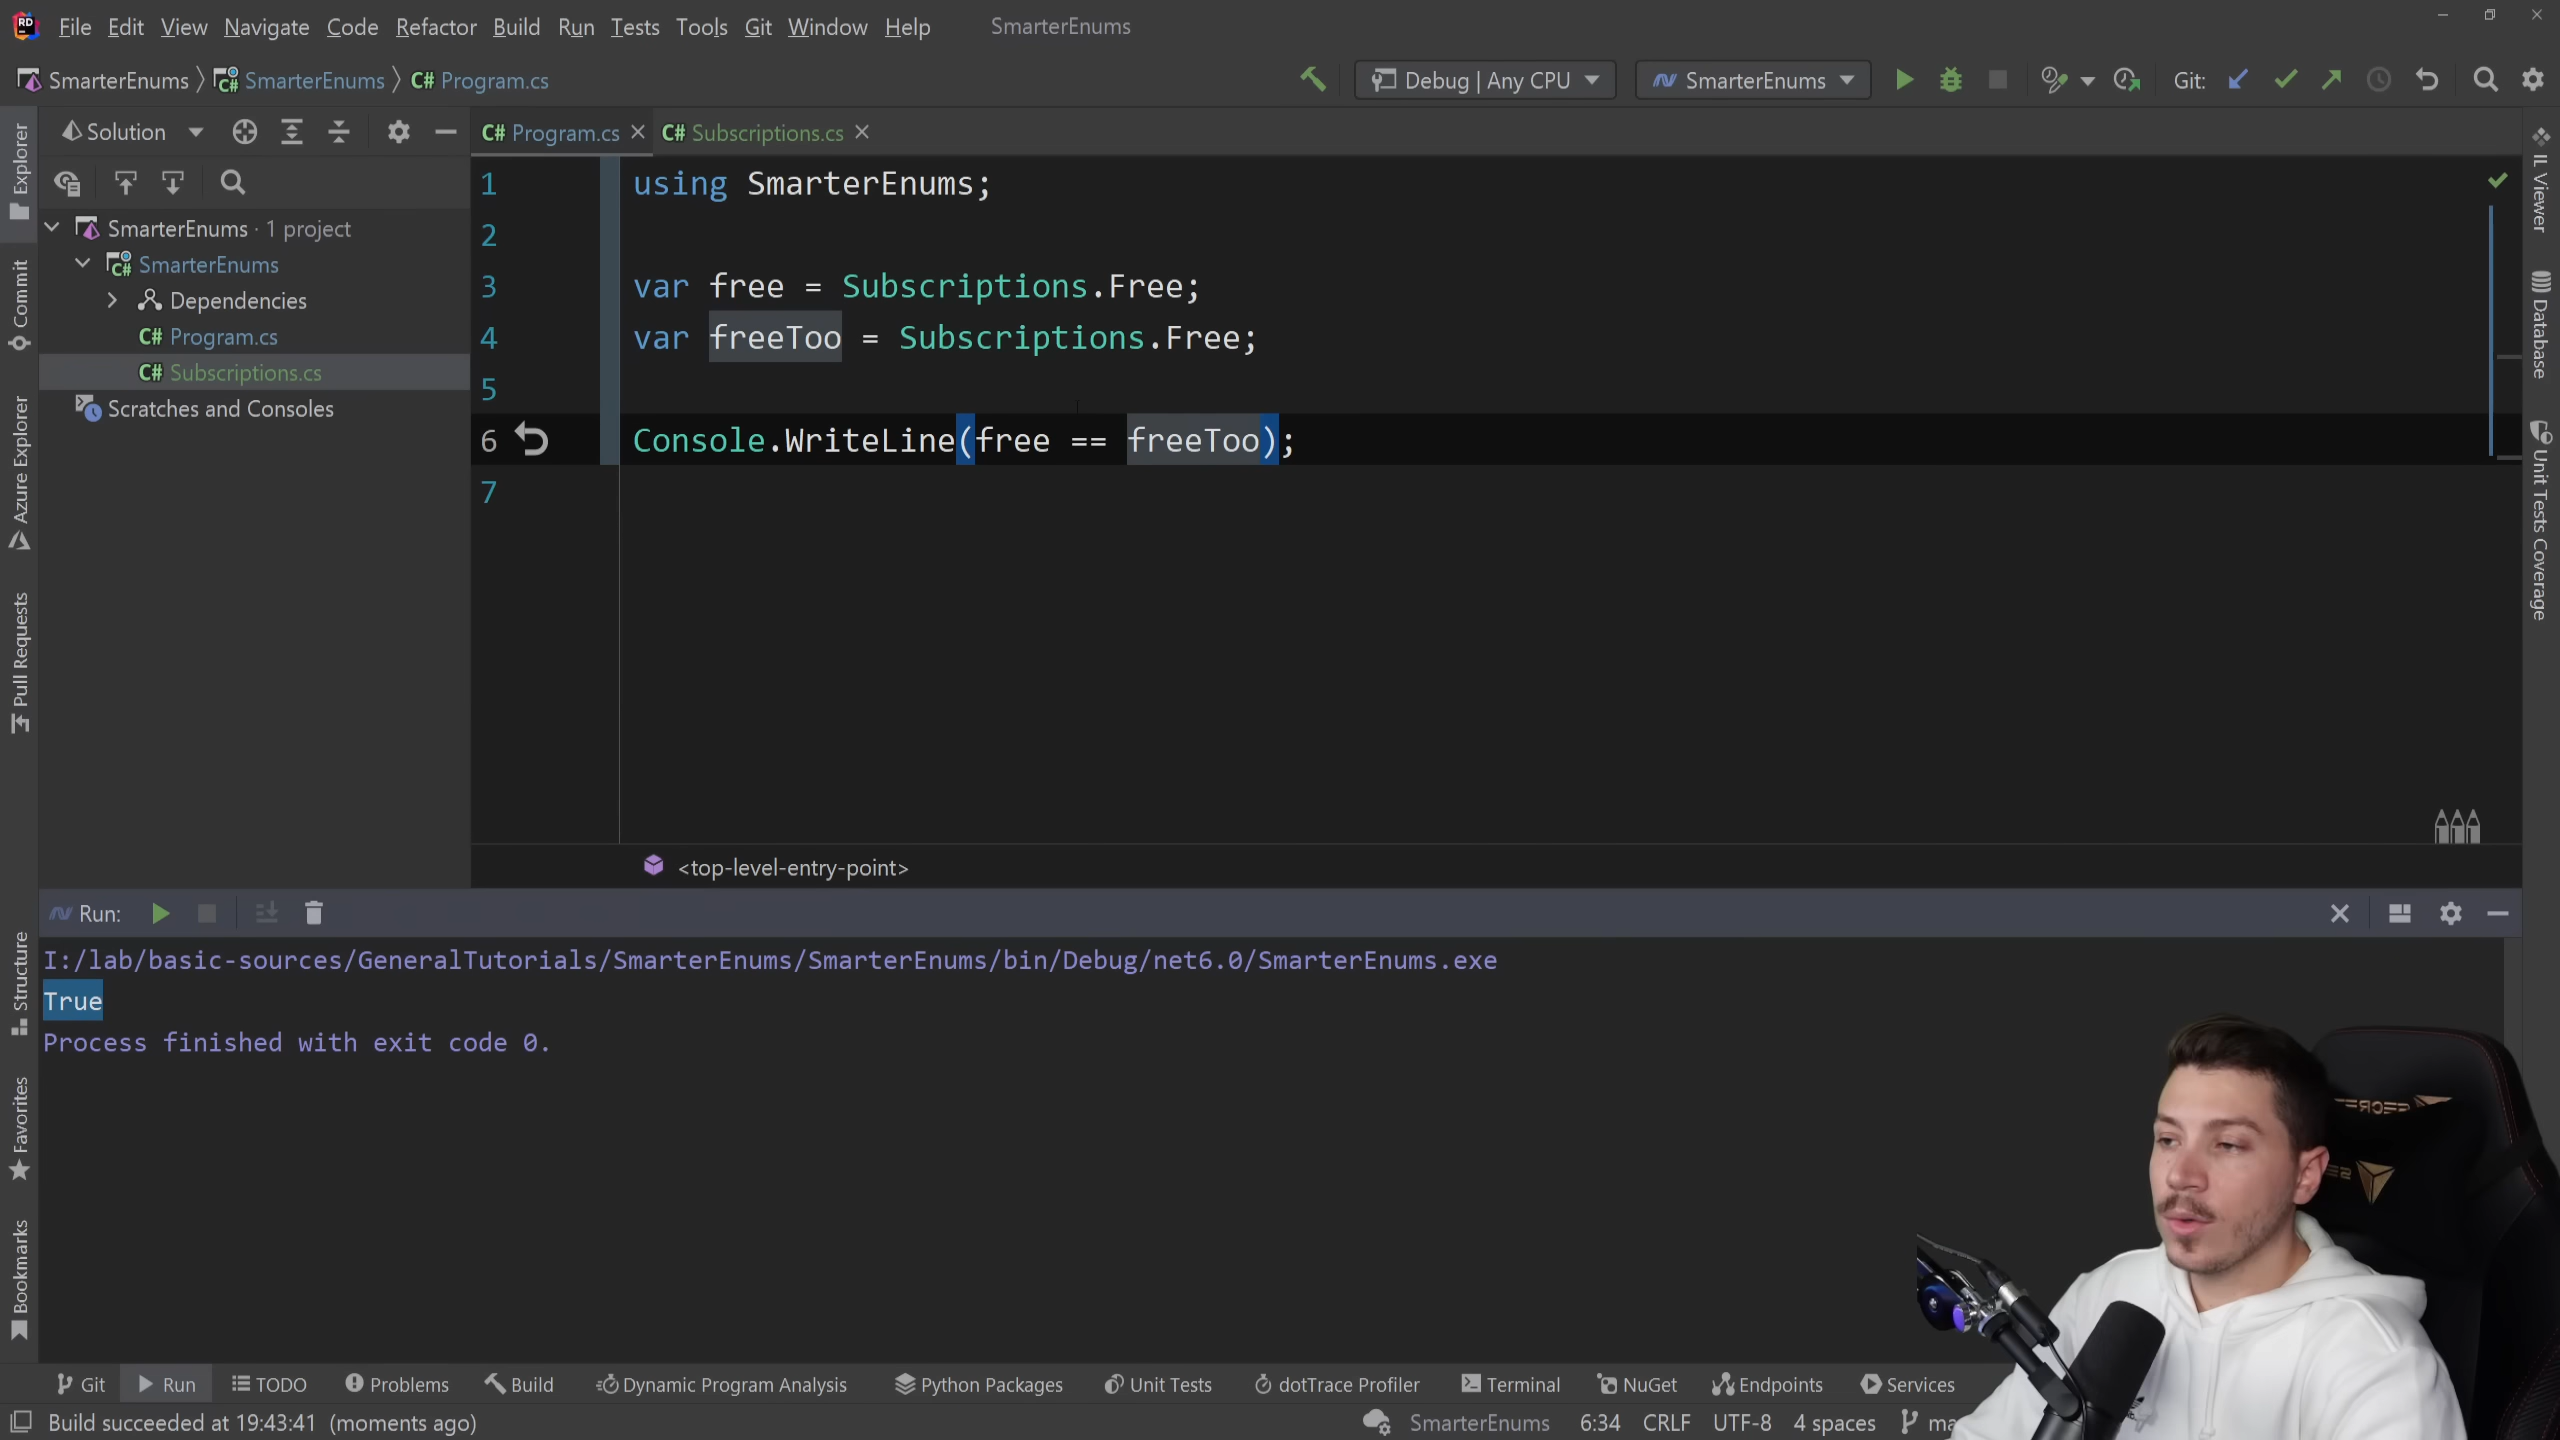 File Edit View Navigate Code Refactor Build Run Tests Tools Git Window Help SmarterEnums
SmarterEnums SmarterEnums C# Program.cs Debug | Any CPU SmarterEnums Git:
Solution
C# Program.cs C# Subscriptions.cs
SmarterEnums · 1 project
SmarterEnums
Dependencies
C# Program.cs
C# Subscriptions.cs
Scratches and Consoles
1 using SmarterEnums;
2
3 var free = Subscriptions.Free;
4 var freeToo = Subscriptions.Free;
5
6 Console.WriteLine(free == freeToo);
7
<top-level-entry-point>
Explorer
Commit
Azure Explorer
Pull Requests
Structure
Favorites
Bookmarks
IL Viewer
Database
Unit Tests Coverage
Run:
I:/lab/basic-sources/GeneralTutorials/SmarterEnums/SmarterEnums/bin/Debug/net6.0/SmarterEnums.exe
True
Process finished with exit code 0.
Git Run TODO Problems Build Dynamic Program Analysis Python Packages Unit Tests dotTrace Profiler Terminal NuGet Endpoints Services
Build succeeded at 19:43:41 (moments ago) SmarterEnums 6:34 CRLF UTF-8 4 spaces